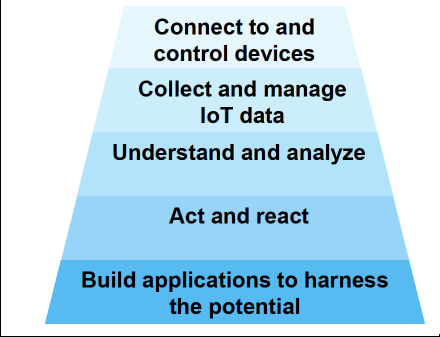 Connect to and
control devices
Collect and manage
IoT data
Understand and analyze
Act and react
Build applications to harness
the potential